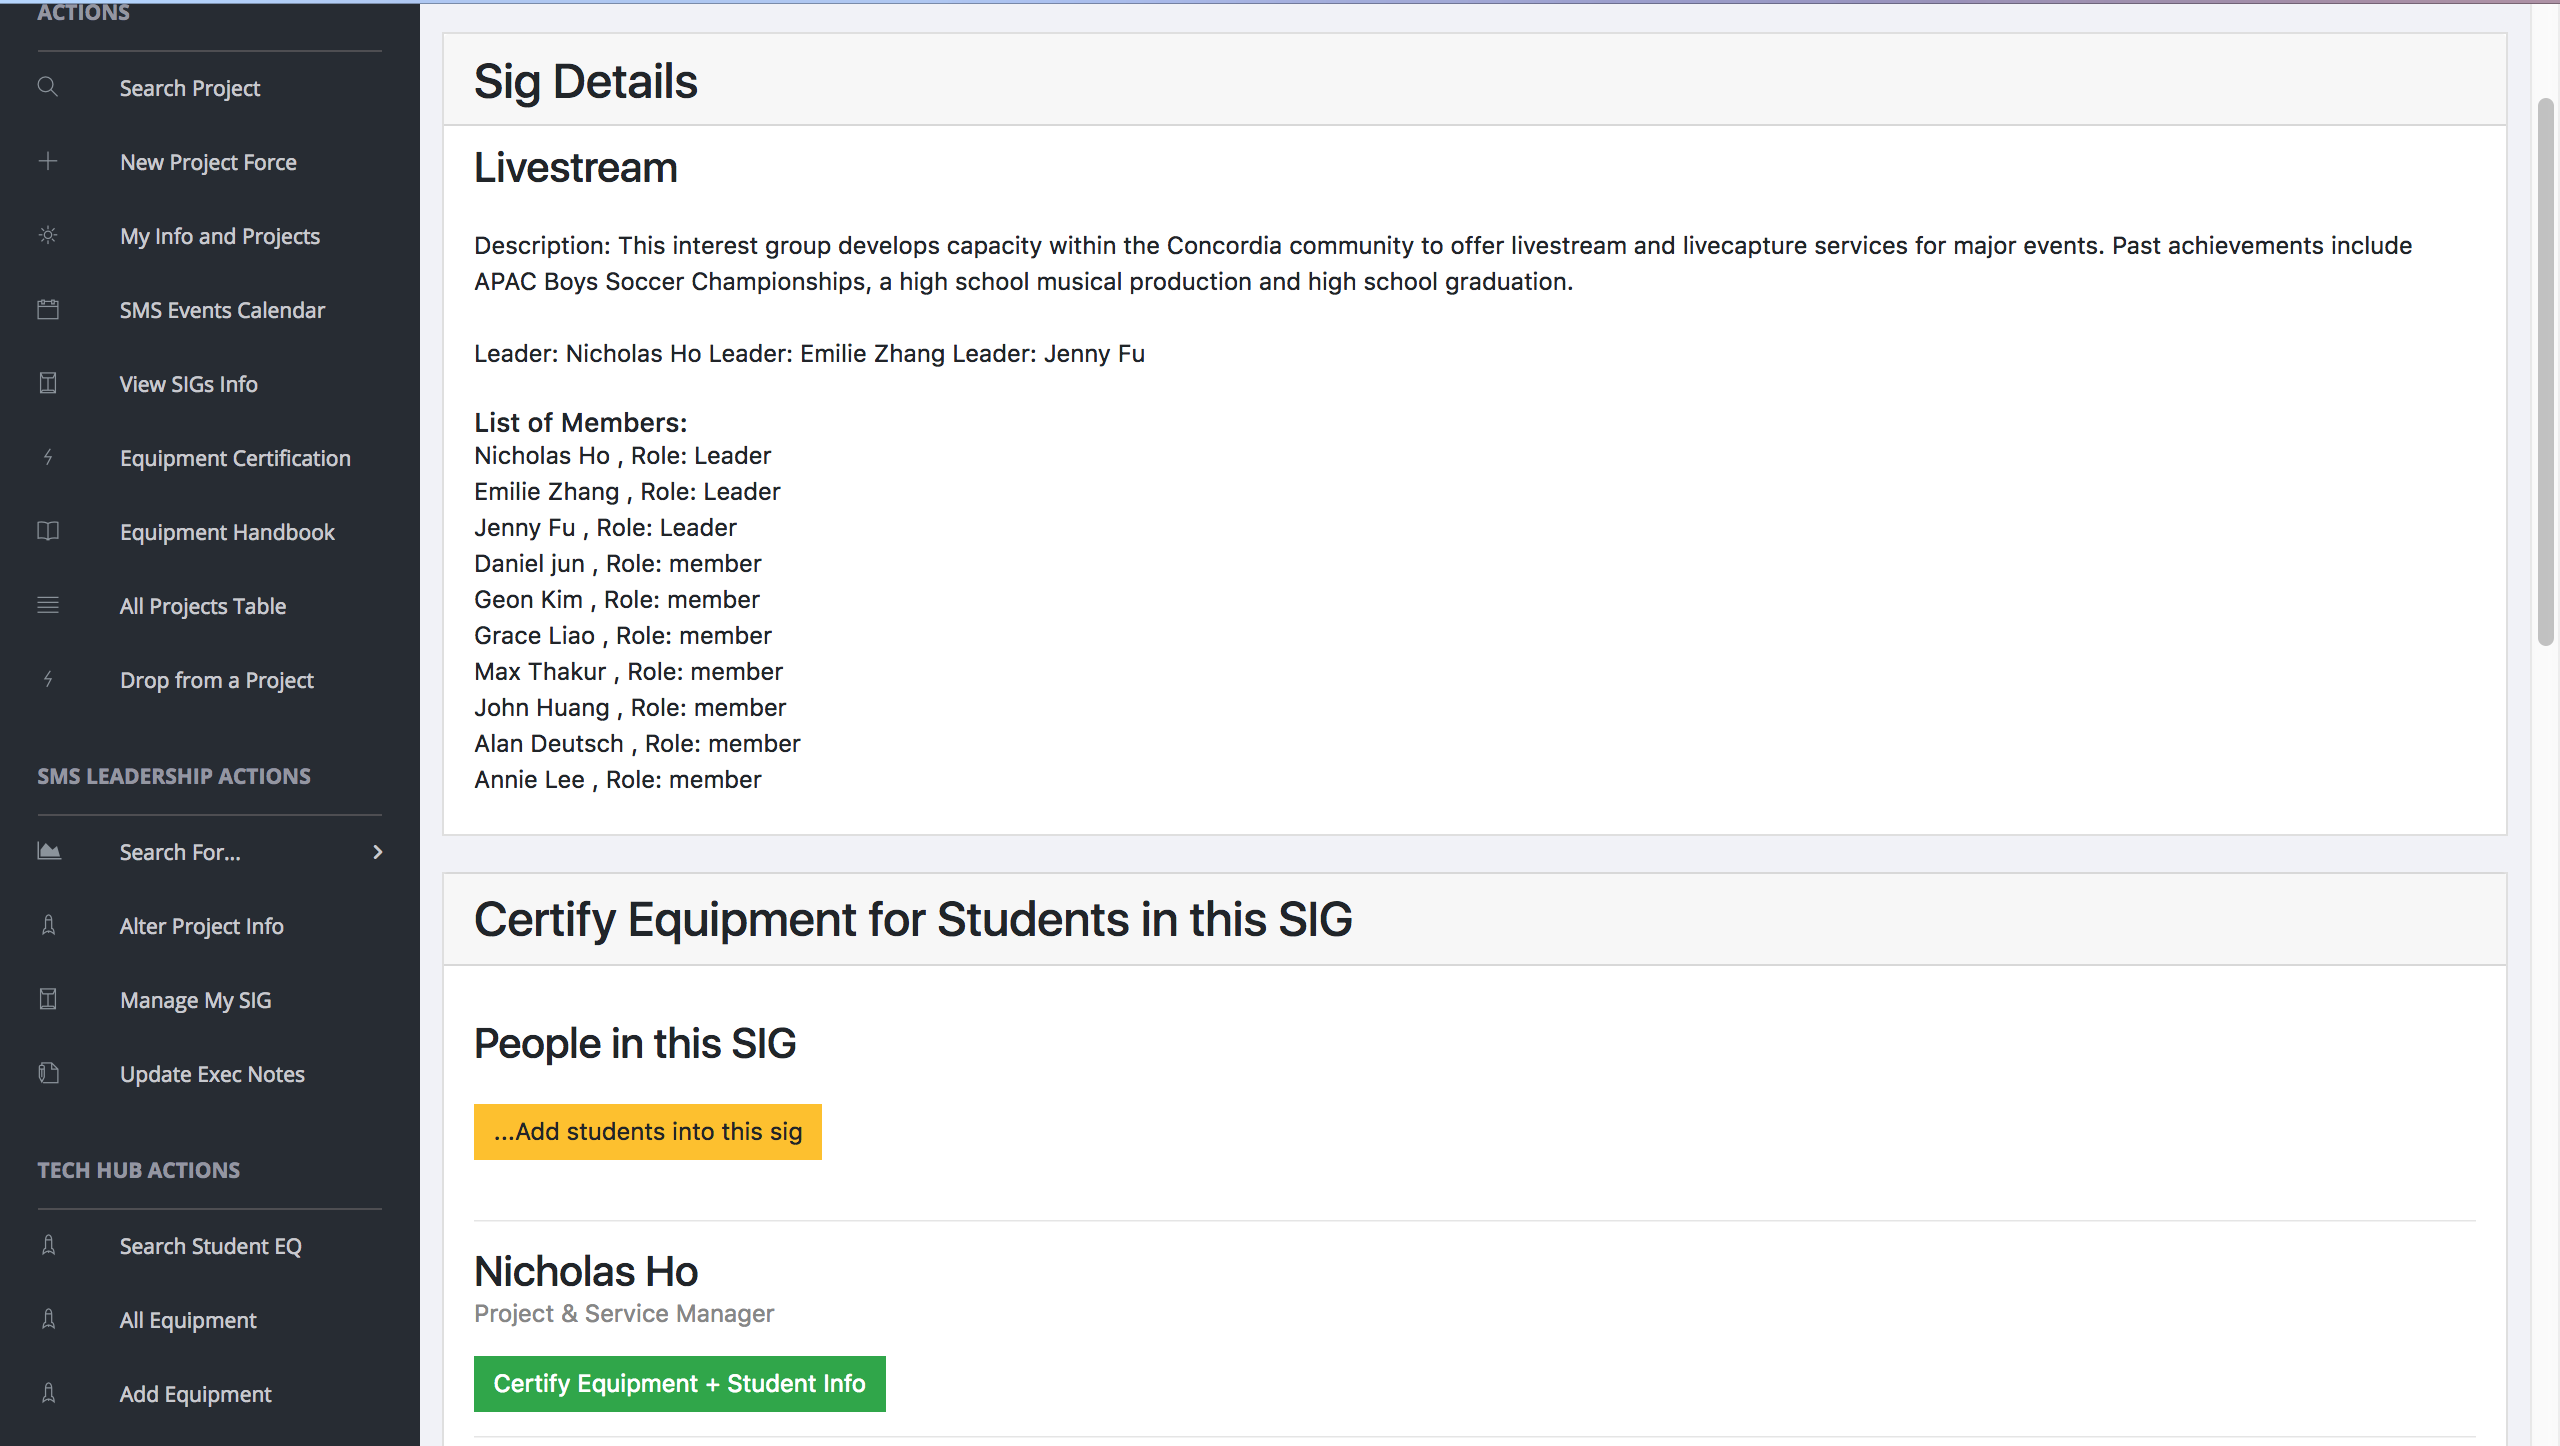 ACTIONS
Search Project
New Project Force
My Info and Projects
SMS Events Calendar
View SIGs Info
Equipment Certification
Equipment Handbook
All Projects Table
Drop from a Project
SMS LEADERSHIP ACTIONS
Search For...
Alter Project Info
Manage My SIG
Update Exec Notes
TECH HUB ACTIONS
Search Student EQ
All Equipment
Add Equipment
Sig Details
Livestream
Description: This interest group develops capacity within the Concordia community to offer livestream and livecapture services for major events. Past achievements include
APAC Boys Soccer Championships, a high school musical production and high school graduation.
Leader: Nicholas Ho Leader: Emilie Zhang Leader: Jenny Fu
List of Members:
Nicholas Ho , Role: Leader
Emilie Zhang , Role: Leader
Jenny Fu , Role: Leader
Daniel jun , Role: member
Geon Kim , Role: member
Grace Liao , Role: member
Max Thakur , Role: member
John Huang , Role: member
Alan Deutsch , Role: member
Annie Lee , Role: member
Certify Equipment for Students in this SIG
People in this SIG
...Add students into this sig
Nicholas Ho
Project & Service Manager
Certify Equipment + Student Info